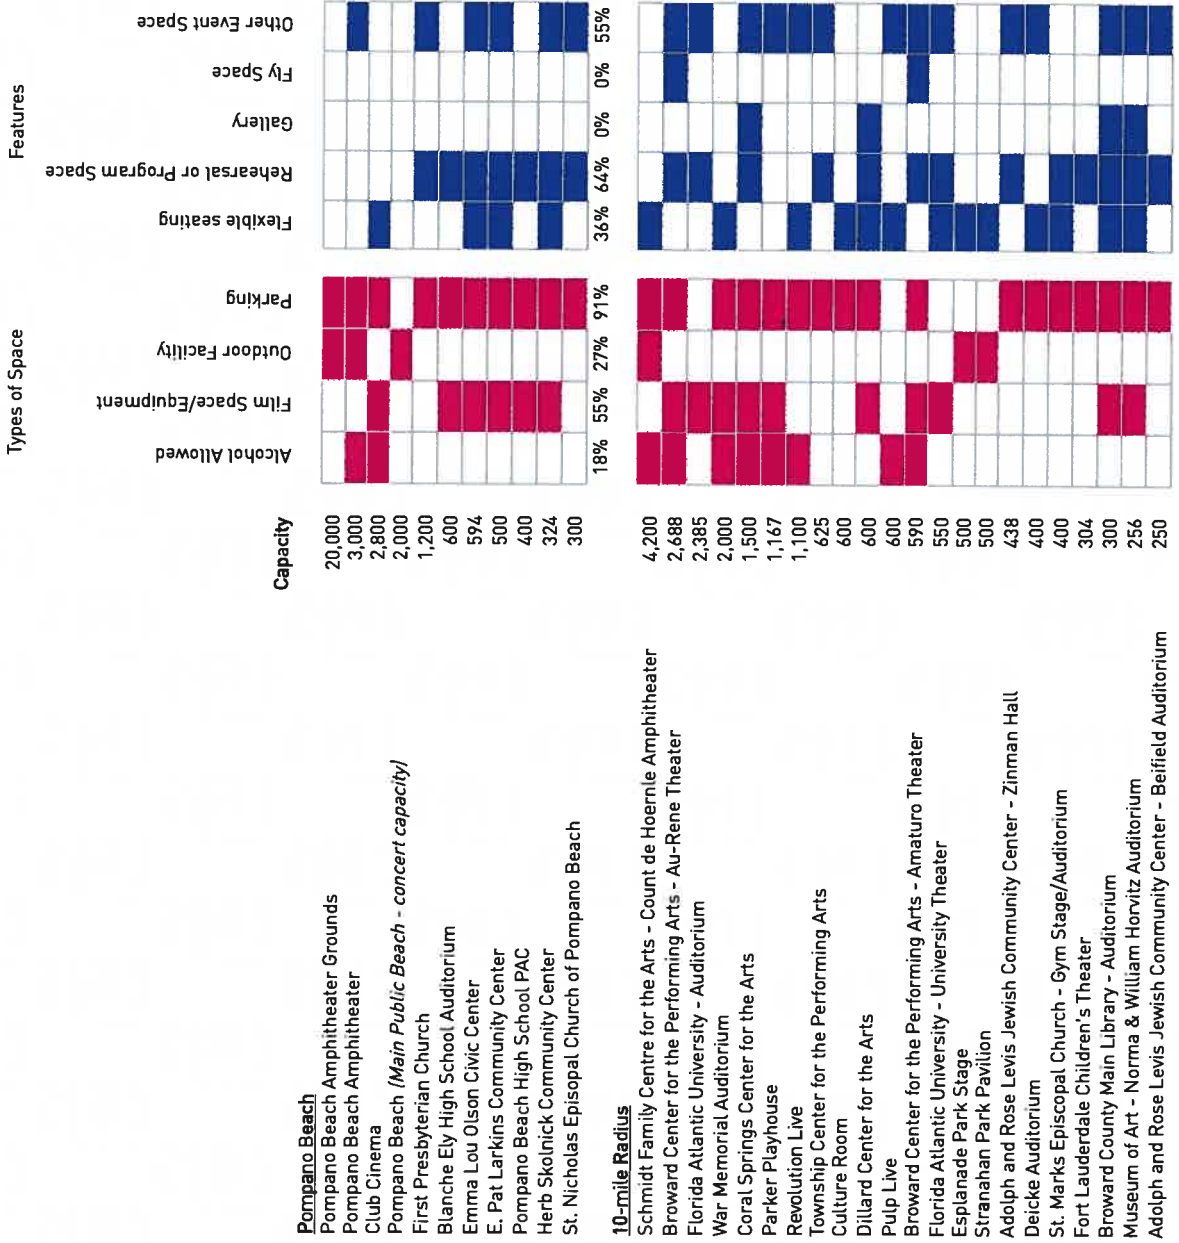 Types of Space
Features
Capacity
Alcohol Allowed
Film Space/Equipment
Outdoor Facility
Parking
Flexible seating
Rehearsal or Program Space
Gallery
Fly Space
Other Event Space
Pompano Beach
Pompano Beach Amphitheater Grounds 20,000
Pompano Beach Amphitheater 3,000
Club Cinema 2,800
Pompano Beach (Main Public Beach - concert capacity) 2,000
First Presbyterian Church 1,200
Blanche Ely High School Auditorium 600
Emma Lou Olson Civic Center 594
E. Pat Larkins Community Center 500
Pompano Beach High School PAC 400
Herb Skolnick Community Center 324
St. Nicholas Episopal Church of Pompano Beach 300
18% 55% 27% 91% 36% 64% 0% 0% 55%
10-mile Radius
Schmidt Family Centre for the Arts - Count de Hoernle Amphitheater 4,200
Broward Center for the Performing Arts - Au-Rene Theater 2,688
Florida Atlantic University - Auditorium 2,385
War Memorial Auditorium 2,000
Coral Springs Center for the Arts 1,500
Parker Playhouse 1,167
Revolution Live 1,100
Township Center for the Performing Arts 625
Culture Room 600
Dillard Center for the Arts 600
Pulp Live 600
Broward Center for the Performing Arts - Amaturo Theater 590
Florida Atlantic University - University Theater 550
Esplanade Park Stage 500
Stranahan Park Pavilion 500
Adolph and Rose Levis Jewish Community Center - Zinman Hall 438
Deicke Auditorium 400
St. Marks Episcopal Church - Gym Stage/Auditorium 400
Fort Lauderdale Children's Theater 304
Broward County Main Library - Auditorium 300
Museum of Art - Norma & William Horvitz Auditorium 256
Adolph and Rose Levis Jewish Community Center - Beifield Auditorium 250